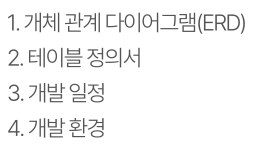 1. 개체 관계 다이어그램(ERD)
2. 테이블 정의서
3. 개발 일정
4. 개발 환경